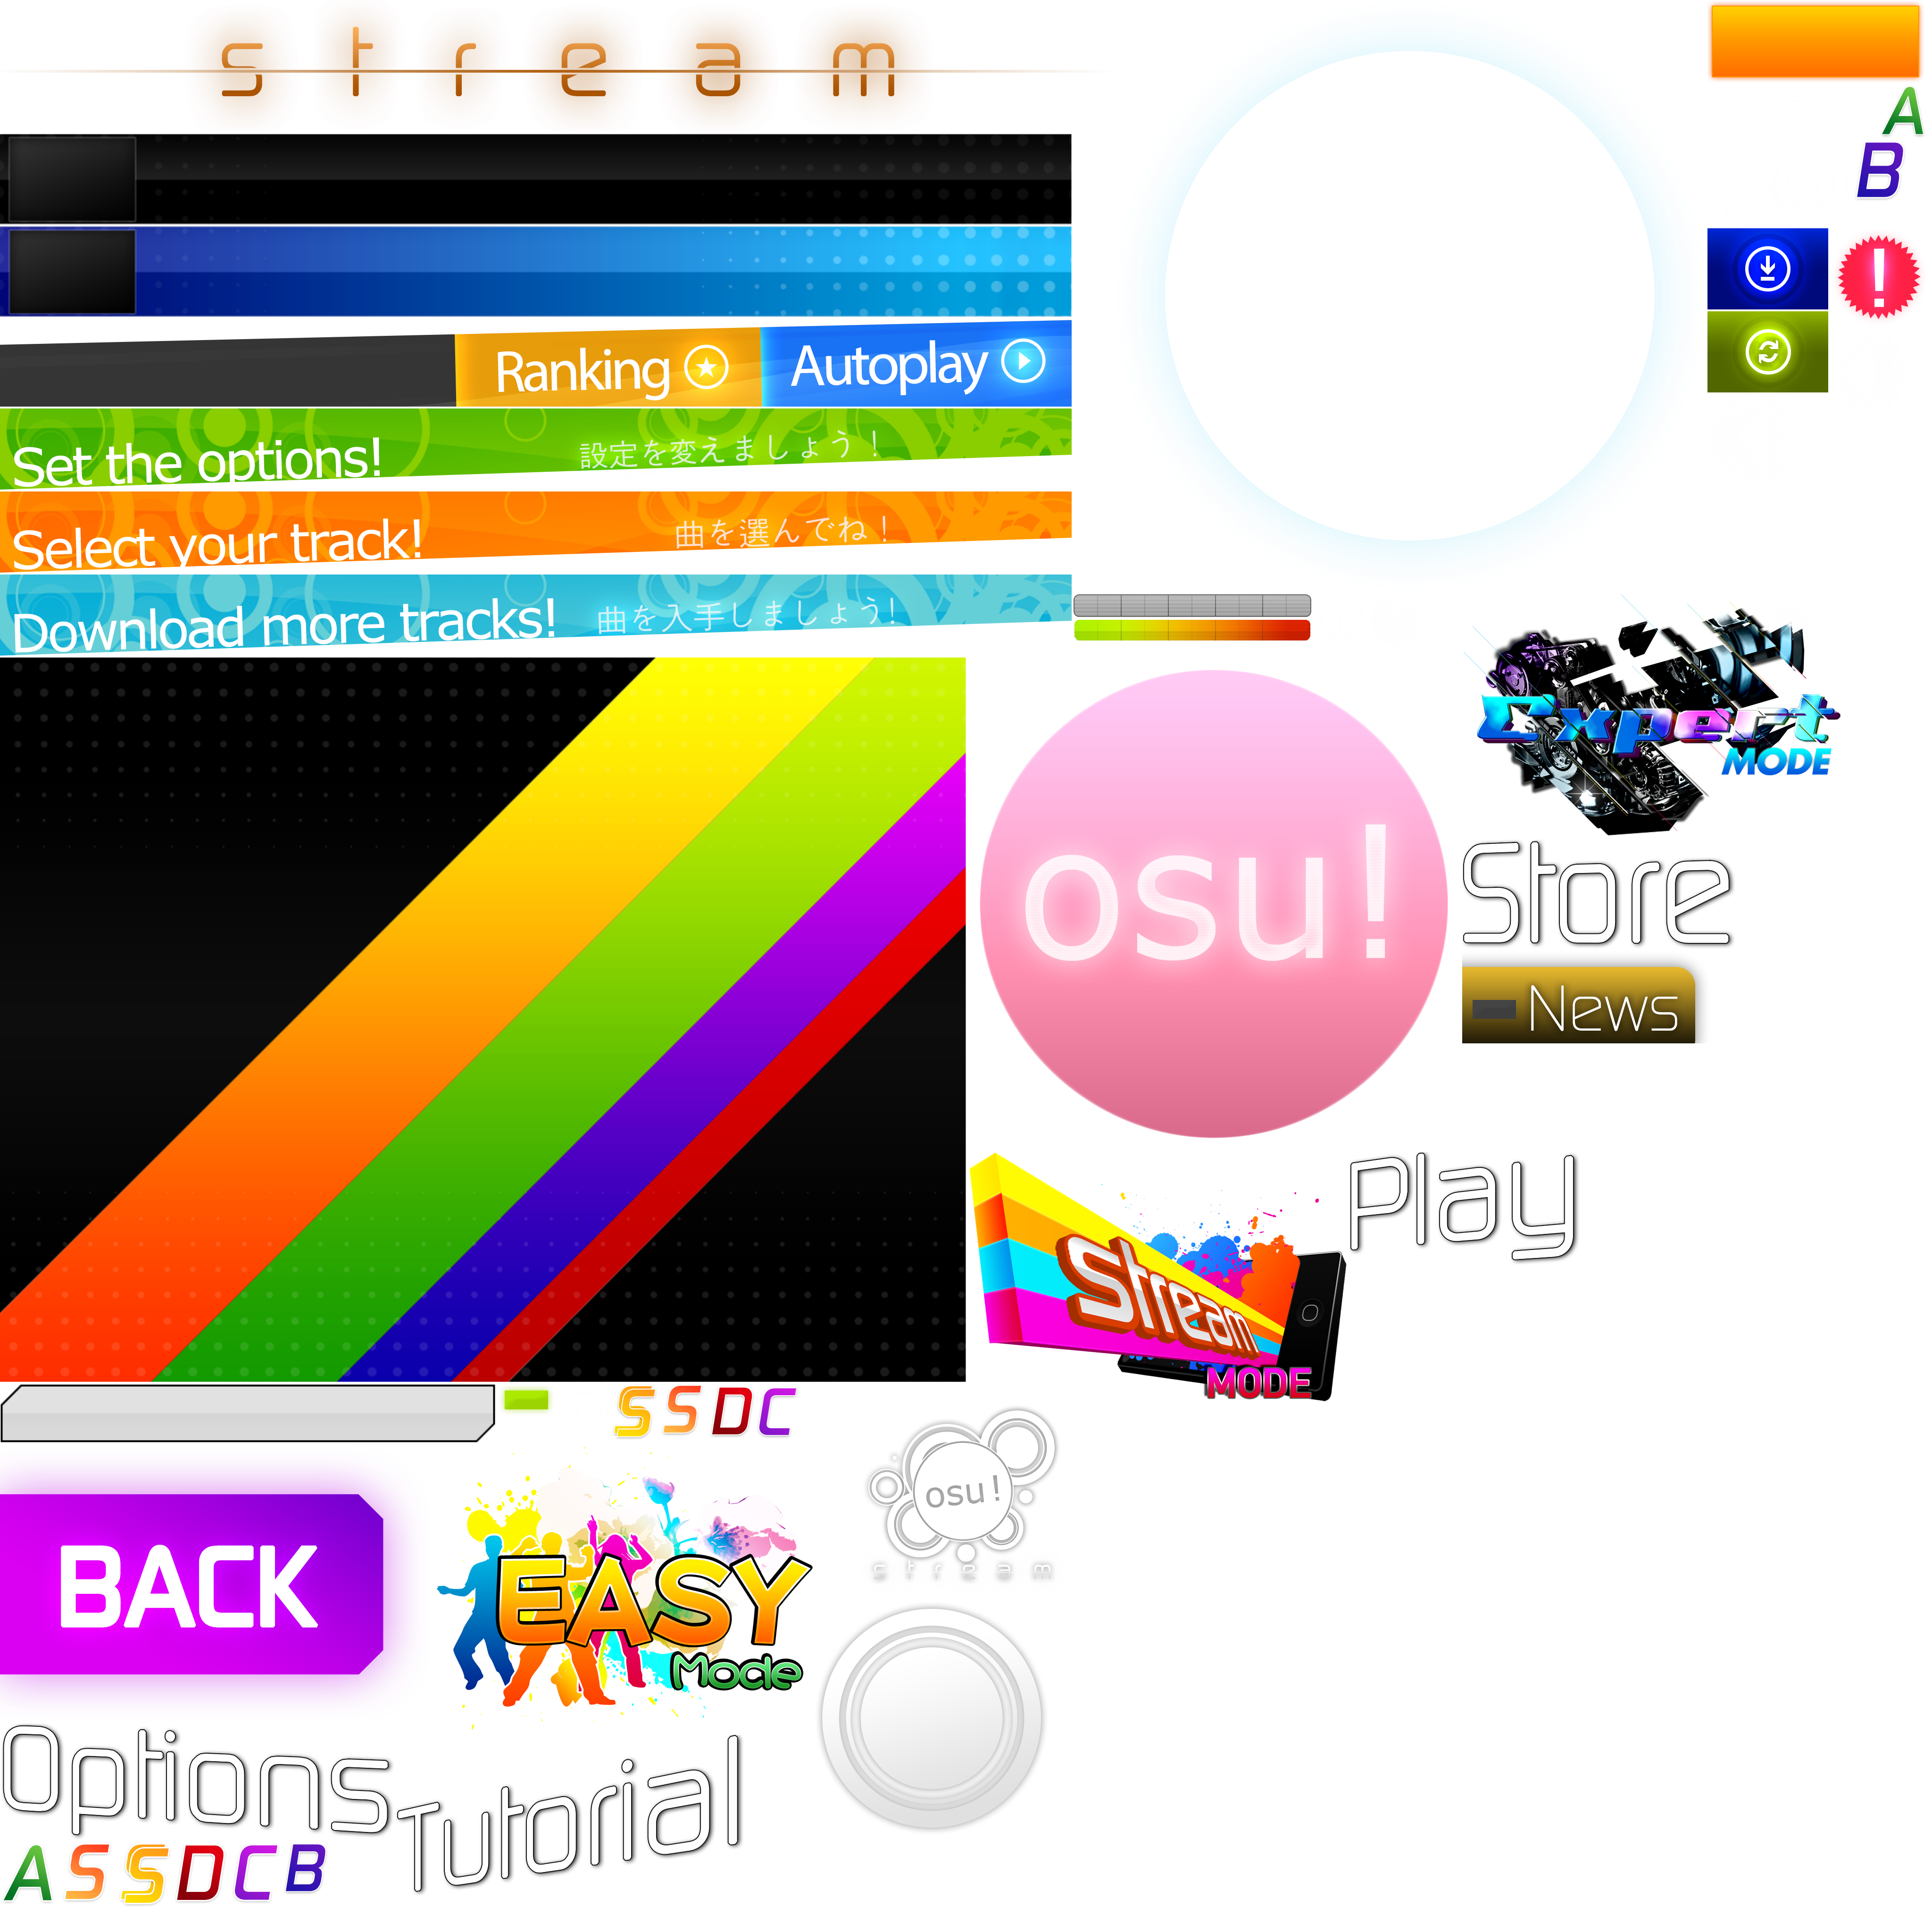 stream
A
B
!
Ranking Autoplay
Set the options! 設定を変えましょう!
Select your track! 曲を選んでね!
Download more tracks! 曲を入手しましょう!
Expert
MODE
osu!
Store
News
Play
Stream
MODE
S S D C
osu!
stream
BACK
EASY
Mode
Options
Tutorial
A S S D C B